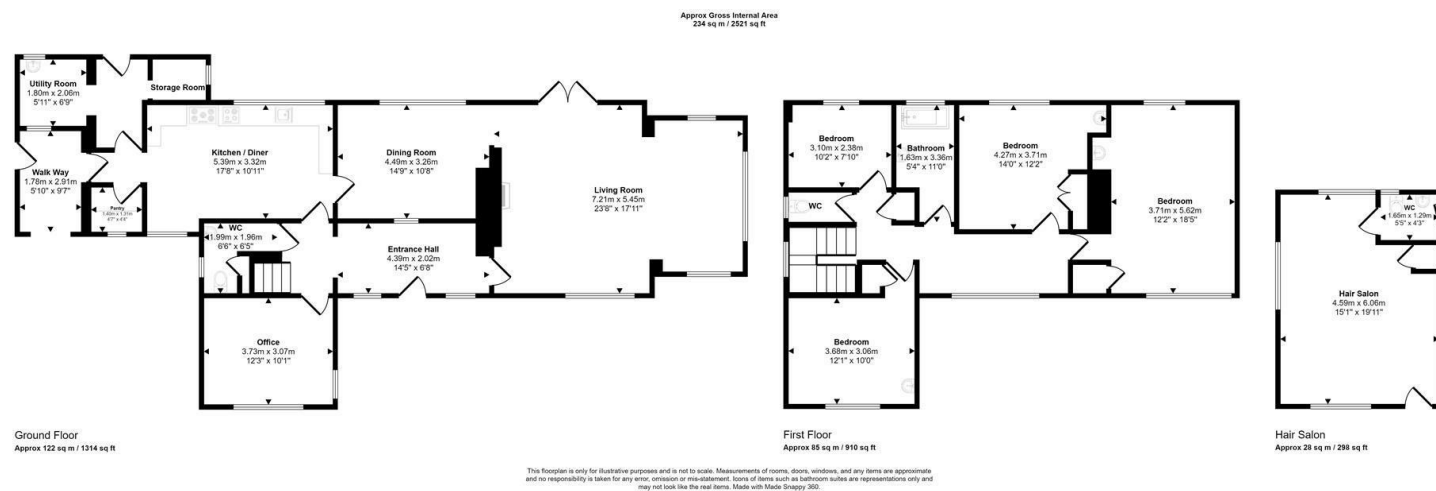 Approx Gross Internal Area
234 sq m / 2521 sq ft
Utility Room
1.80m x 2.06m
5'11" x 6'9"
Storage Room
Walk Way
1.78m x 2.91m
5'10" x 9'7"
Pantry
1.40m x 1.31m
4'7" x 4'4"
Kitchen / Diner
5.39m x 3.32m
17'8" x 10'11"
Dining Room
4.49m x 3.26m
14'9" x 10'8"
Living Room
7.21m x 5.45m
23'8" x 17'11"
WC
1.99m x 1.96m
6'6" x 6'5"
Entrance Hall
4.39m x 2.02m
14'5" x 6'8"
Office
3.73m x 3.07m
12'3" x 10'1"
Ground Floor
Approx 122 sq m / 1314 sq ft
Bedroom
3.10m x 2.38m
10'2" x 7'10"
Bathroom
1.63m x 3.36m
5'4" x 11'0"
Bedroom
4.27m x 3.71m
14'0" x 12'2"
Bedroom
3.71m x 5.62m
12'2" x 18'5"
WC
Bedroom
3.68m x 3.06m
12'1" x 10'0"
First Floor
Approx 85 sq m / 910 sq ft
WC
1.65m x 1.29m
5'5" x 4'3"
Hair Salon
4.59m x 6.06m
15'1" x 19'11"
Hair Salon
Approx 28 sq m / 298 sq ft
This floorplan is only for illustrative purposes and is not to scale. Measurements of rooms, doors, windows, and any items are approximate
and no responsibility is taken for any error, omission or mis-statement. Icons of items such as bathroom suites are representations only and
may not look like the real items. Made with Made Snappy 360.